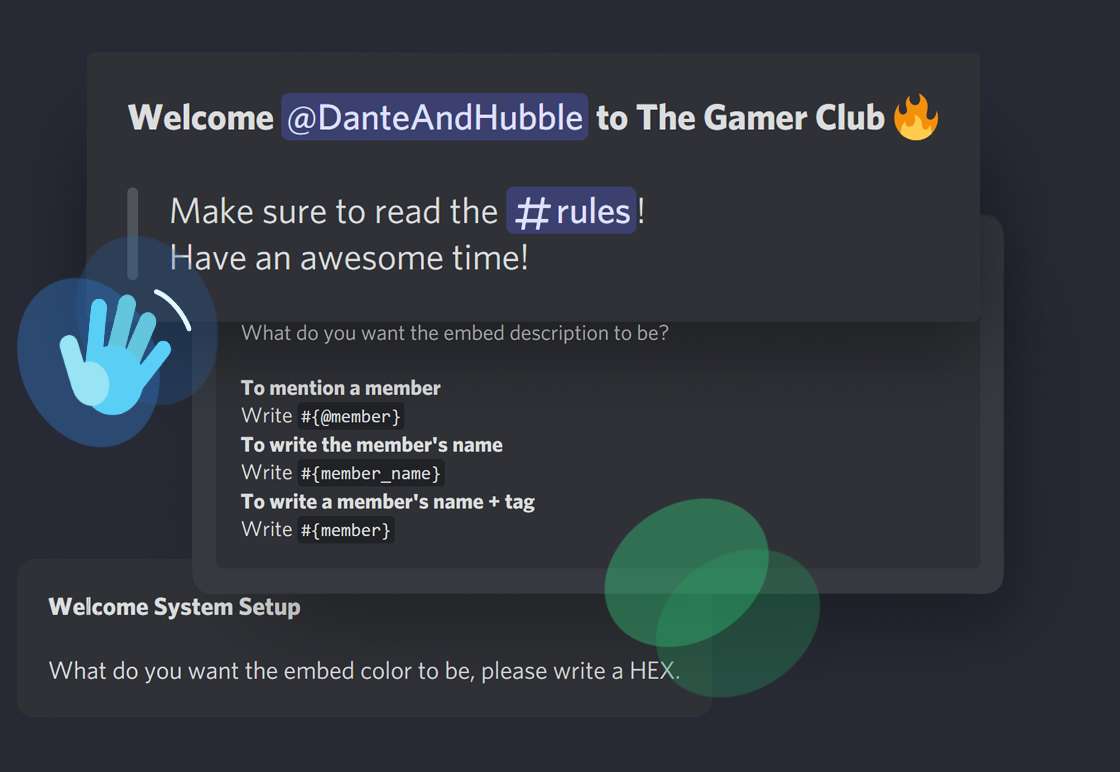 Welcome @DanteAndHubble to The Gamer Club
Make sure to read the #rules!
Have an awesome time!
What do you want the embed description to be?
To mention a member
Write #{@member}
To write the member's name
Write #{member_name}
To write a member's name + tag
Write #{member}
Welcome System Setup
What do you want the embed color to be, please write a HEX.